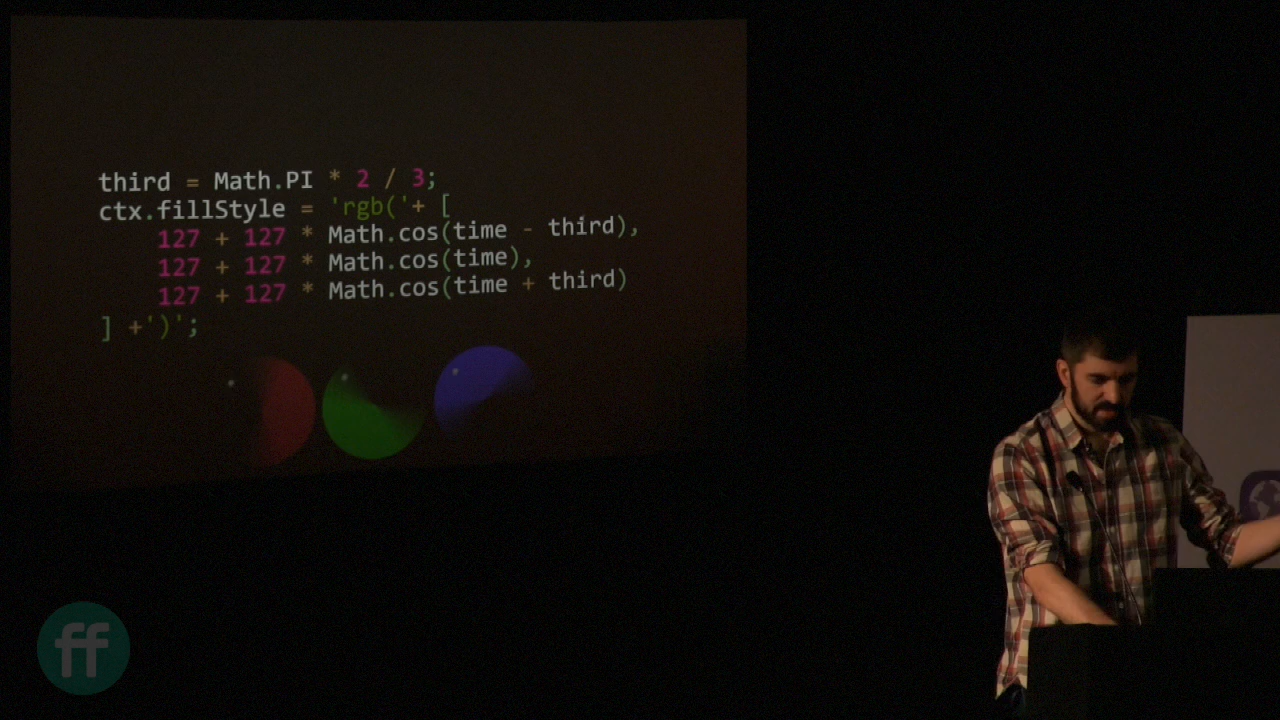 third = Math.PI * 2 / 3;
ctx.fillStyle = 'rgb('+ [
    127 + 127 * Math.cos(time - third),
    127 + 127 * Math.cos(time),
    127 + 127 * Math.cos(time + third)
] +')';
ff